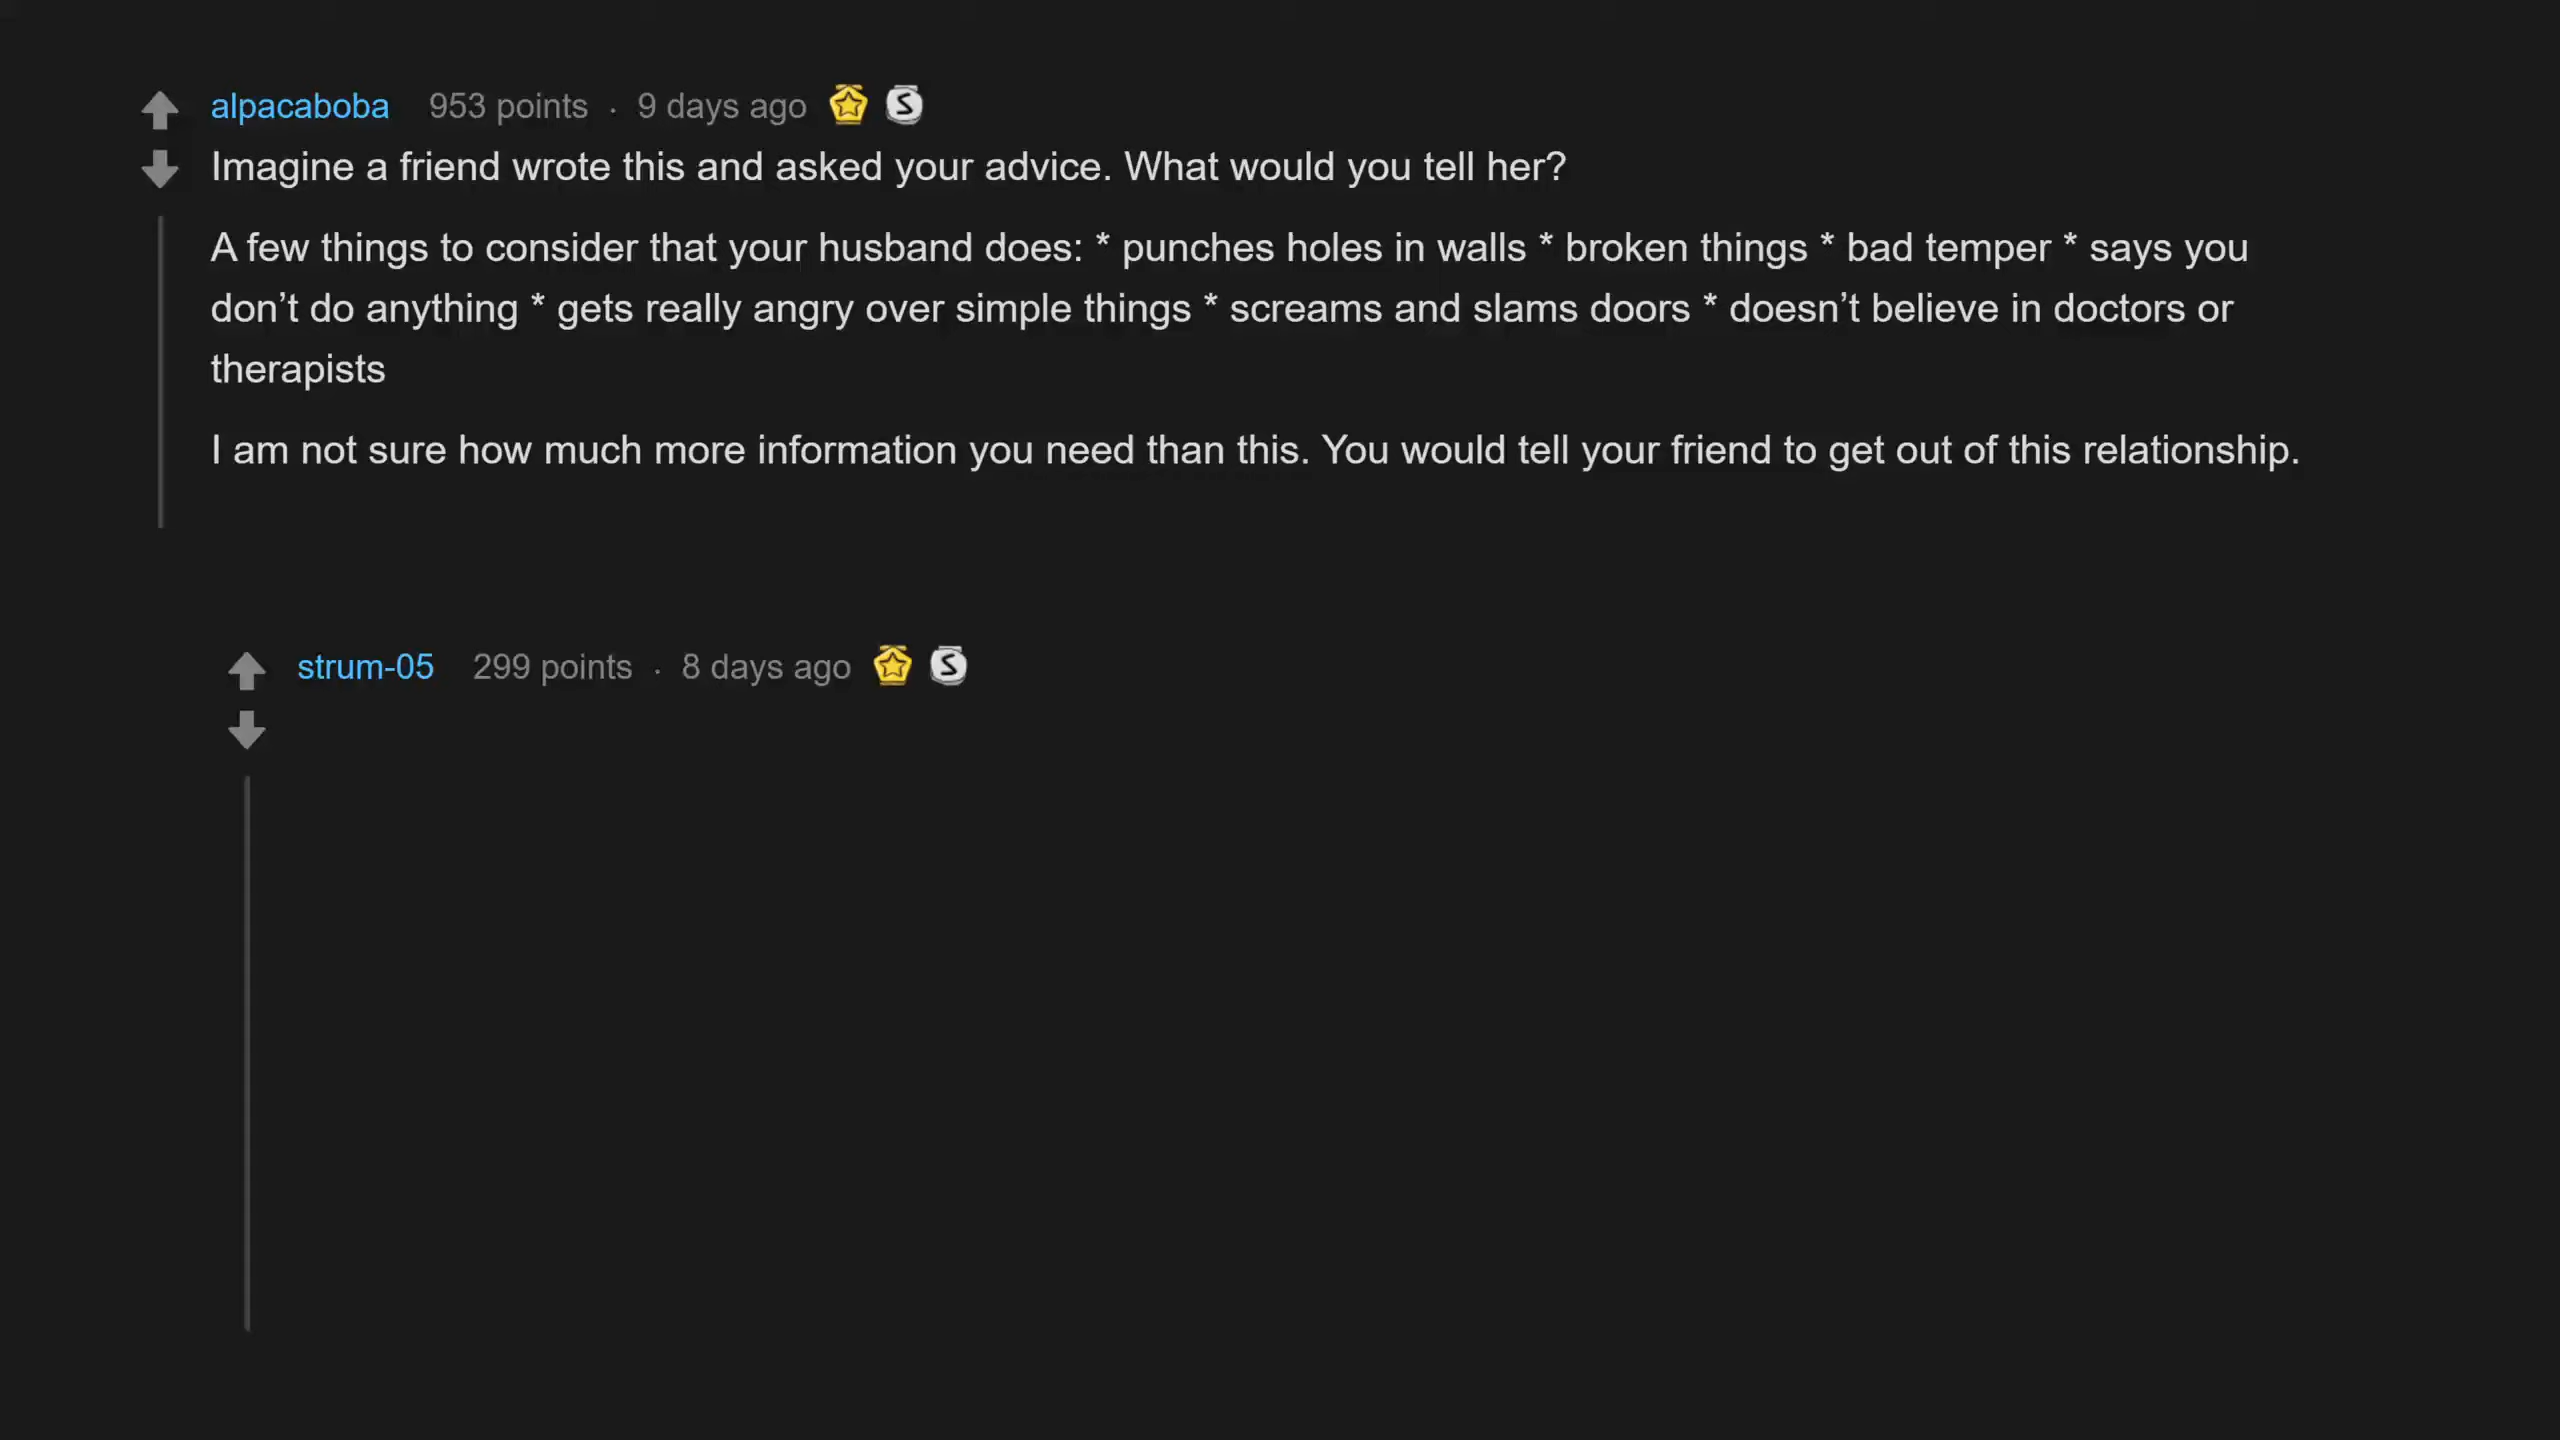 alpacaboba 953 points · 9 days ago
Imagine a friend wrote this and asked your advice. What would you tell her?
A few things to consider that your husband does: * punches holes in walls * broken things * bad temper * says you
don’t do anything * gets really angry over simple things * screams and slams doors * doesn’t believe in doctors or
therapists
I am not sure how much more information you need than this. You would tell your friend to get out of this relationship.
strum-05 299 points · 8 days ago